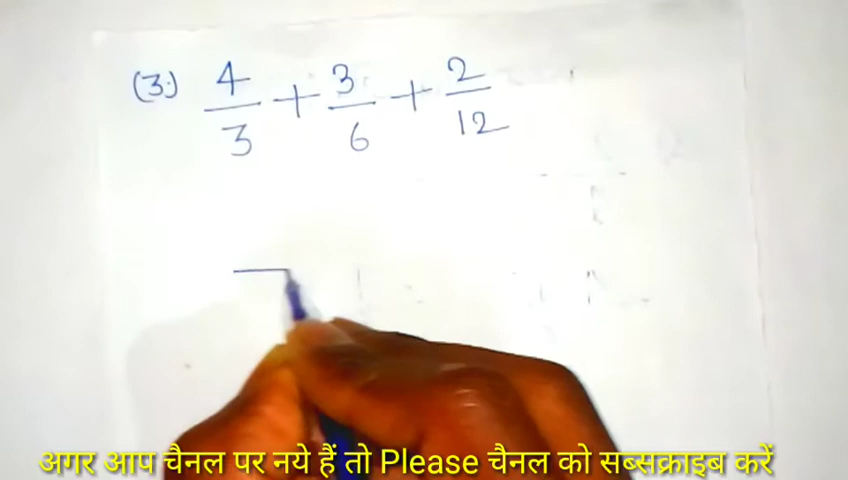 (3.) 4/3 + 3/6 + 2/12
अगर आप चैनल पर नये हैं तो Please चैनल को सब्सक्राइब करें